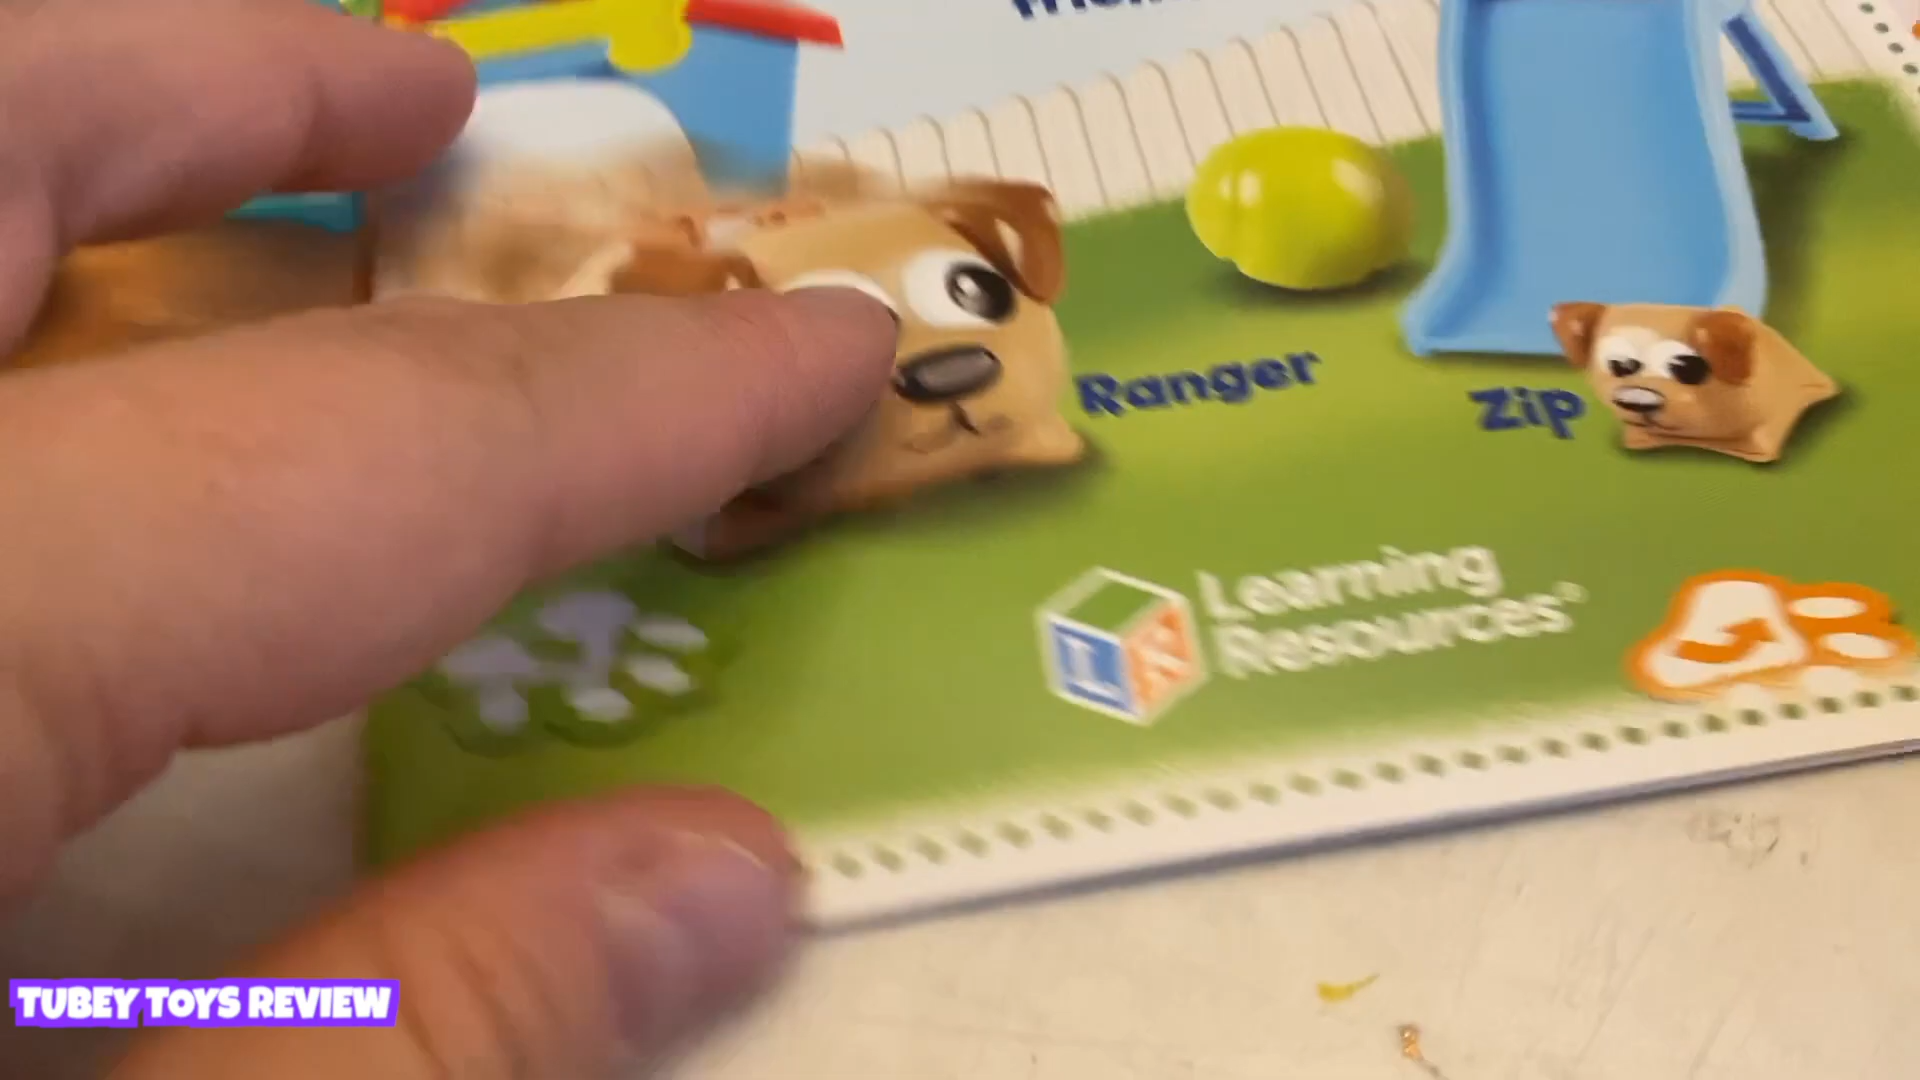 Ranger
Zip
Learning
Resources®
L R
TUBEY TOYS REVIEW